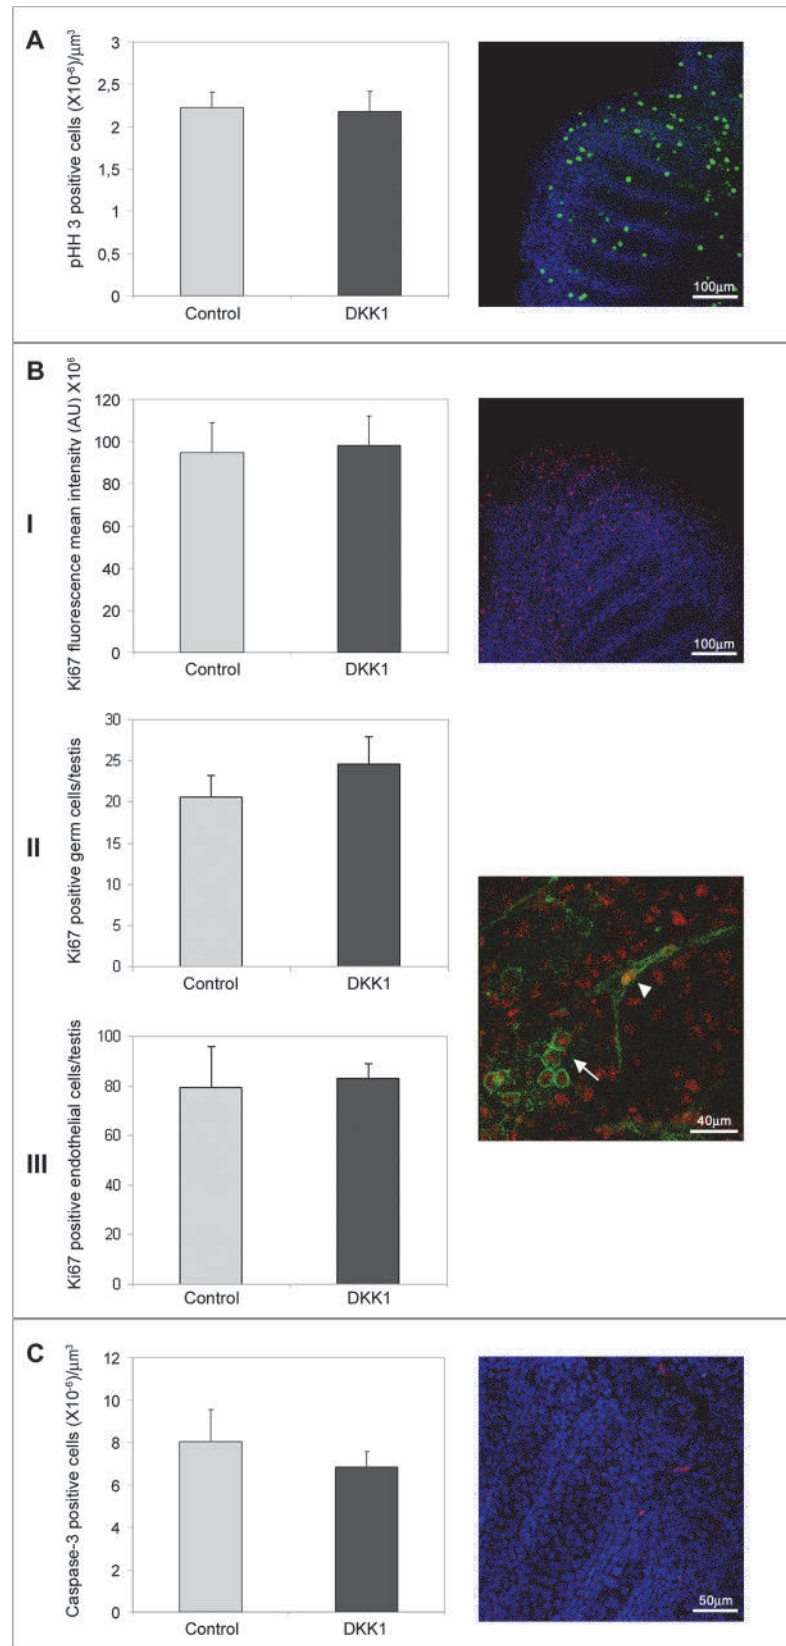 A
pHH 3 positive cells (X10⁻⁶)/µm³
3
2,5
2
1,5
1
0,5
0
Control DKK1
100µm
B
I
Ki67 fluorescence mean intensity (AU) X10⁶
120
100
80
60
40
20
0
Control DKK1
100µm
II
Ki67 positive germ cells/testis
30
25
20
15
10
5
0
Control DKK1
40µm
III
Ki67 positive endothelial cells/testis
100
80
60
40
20
0
Control DKK1
C
Caspase-3 positive cells (X10⁻⁶)/µm³
12
10
8
6
4
2
0
Control DKK1
50µm